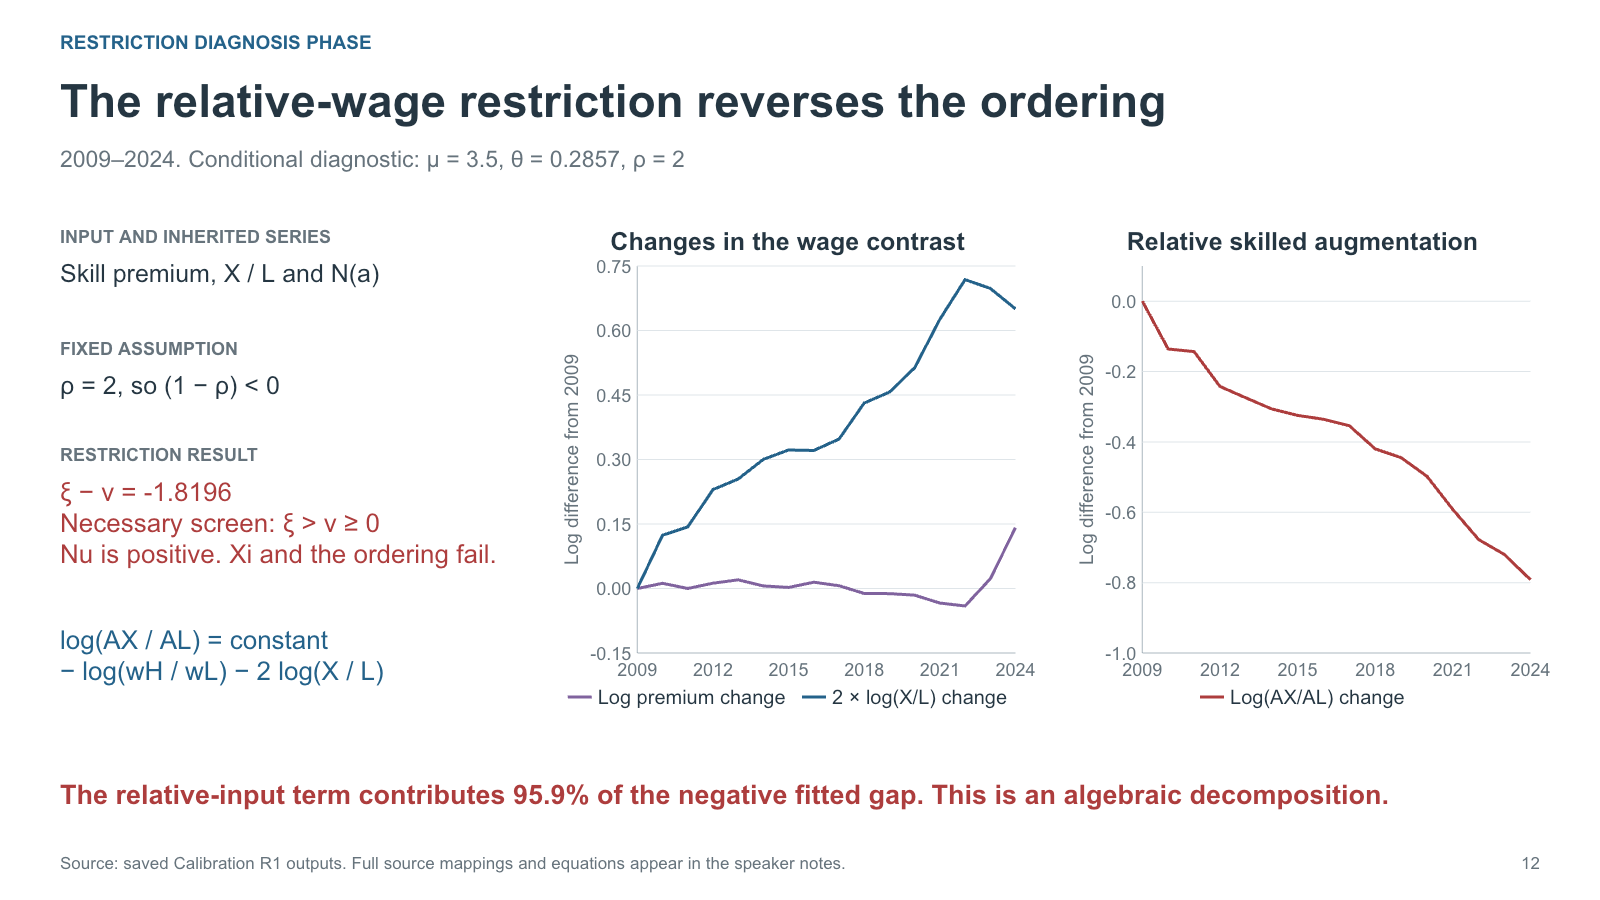 RESTRICTION DIAGNOSIS PHASE
The relative-wage restriction reverses the ordering
2009–2024. Conditional diagnostic: μ = 3.5, θ = 0.2857, ρ = 2
INPUT AND INHERITED SERIES
Skill premium, X / L and N(a)
FIXED ASSUMPTION
ρ = 2, so (1 − ρ) < 0
RESTRICTION RESULT
ξ − ν = -1.8196
Necessary screen: ξ > ν ≥ 0
Nu is positive. Xi and the ordering fail.
log(AX / AL) = constant
− log(wH / wL) − 2 log(X / L)
Changes in the wage contrast
Log difference from 2009
0.75
0.60
0.45
0.30
0.15
0.00
-0.15
2009 2012 2015 2018 2021 2024
Log premium change 2 × log(X/L) change
Relative skilled augmentation
Log difference from 2009
0.0
-0.2
-0.4
-0.6
-0.8
-1.0
2009 2012 2015 2018 2021 2024
Log(AX/AL) change
The relative-input term contributes 95.9% of the negative fitted gap. This is an algebraic decomposition.
Source: saved Calibration R1 outputs. Full source mappings and equations appear in the speaker notes.
12